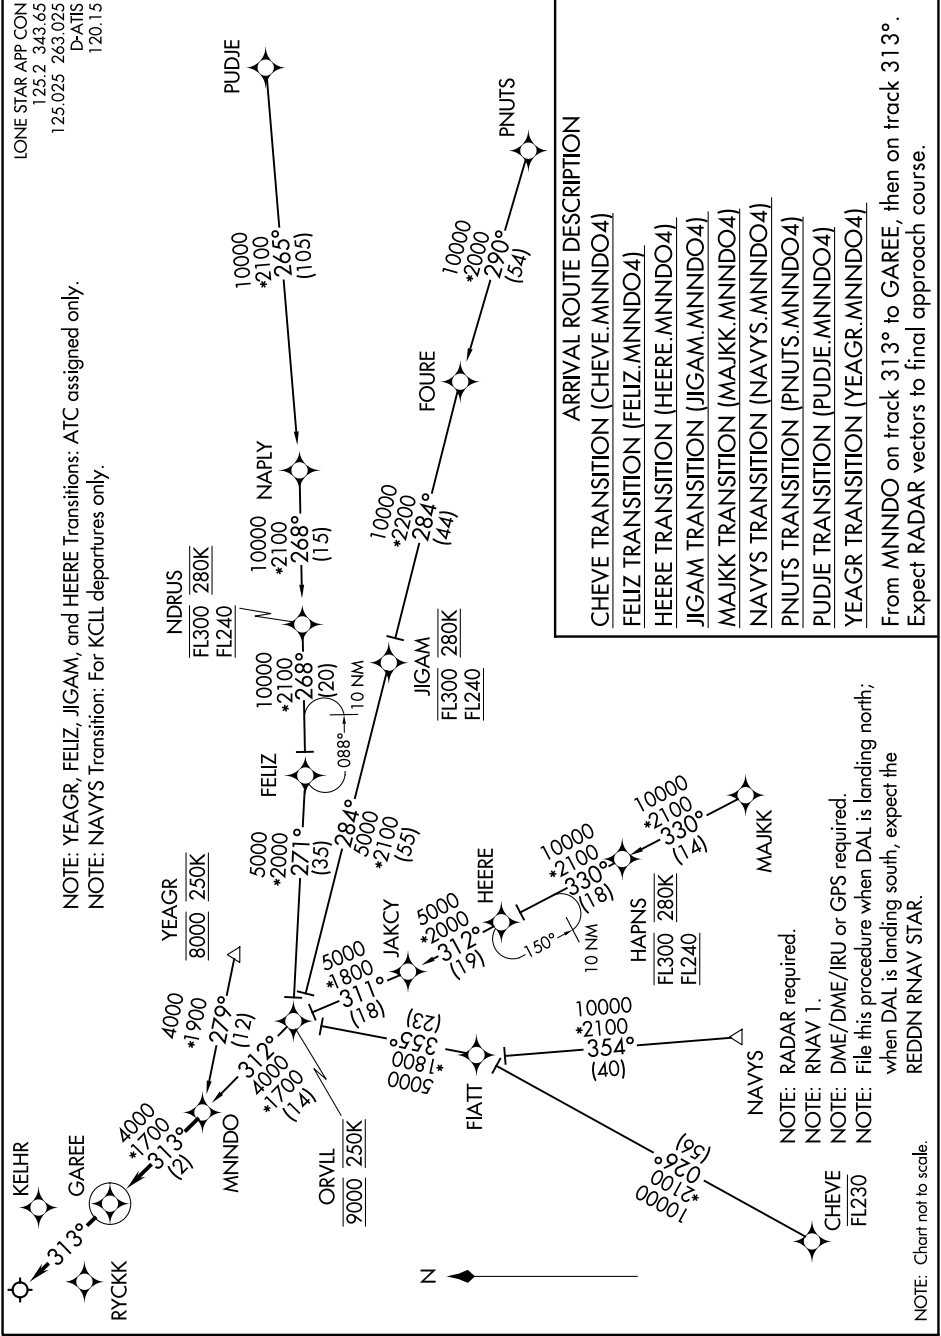 LONE STAR APP CON
125.2 343.65
125.025 263.025
D-ATIS
120.15
NOTE: YEAGR, FELIZ, JIGAM, and HEERE Transitions: ATC assigned only.
NOTE: NAVYS Transition: For KCLL departures only.
KELHR
GAREE
313°
RYCKK
4000
*1700
313°
(2)
MNNDO
YEAGR
8000 250K
4000
*1900
279°
(12)
312°
4000
*1700
(14)
ORVLL
9000 250K
5000
*2000
271°
(35)
FELIZ
088°
10 NM
10000
*2100
268°
(20)
NDRUS
FL300 280K
FL240
10000
*2100
268°
(15)
NAPLY
10000
*2100
265°
(105)
PUDJE
284°
5000
*2100
(55)
JIGAM
FL300 280K
FL240
10000
*2200
284°
(44)
FOURE
10000
*2000
290°
(54)
PNUTS
5000
*1800
311°
(18)
JAKCY
5000
*2000
312°
(19)
HEERE
150°
10 NM
10000
*2100
330°
(18)
HAPNS
FL300 280K
FL240
10000
*2100
330°
(14)
MAJKK
5000
*1800
355°
(23)
FIATT
10000
*2100
354°
(40)
NAVYS
10000
*2100
026°
(56)
CHEVE
FL230
N
NOTE: RADAR required.
NOTE: RNAV 1.
NOTE: DME/DME/IRU or GPS required.
NOTE: File this procedure when DAL is landing north;
when DAL is landing south, expect the
REDDN RNAV STAR.
NOTE: Chart not to scale.
ARRIVAL ROUTE DESCRIPTION
CHEVE TRANSITION (CHEVE.MNNDO4)
FELIZ TRANSITION (FELIZ.MNNDO4)
HEERE TRANSITION (HEERE.MNNDO4)
JIGAM TRANSITION (JIGAM.MNNDO4)
MAJKK TRANSITION (MAJKK.MNNDO4)
NAVYS TRANSITION (NAVYS.MNNDO4)
PNUTS TRANSITION (PNUTS.MNNDO4)
PUDJE TRANSITION (PUDJE.MNNDO4)
YEAGR TRANSITION (YEAGR.MNNDO4)
From MNNDO on track 313° to GAREE, then on track 313°.
Expect RADAR vectors to final approach course.